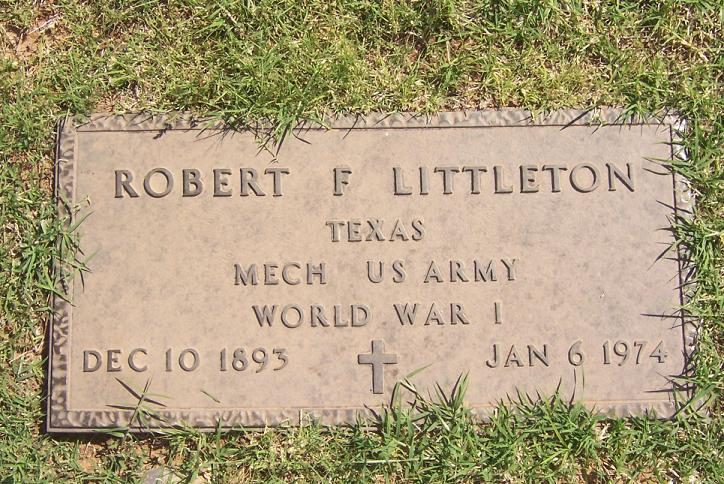 ROBERT F LITTLETON
TEXAS
MECH US ARMY
WORLD WAR I
DEC 10 1893 JAN 6 1974